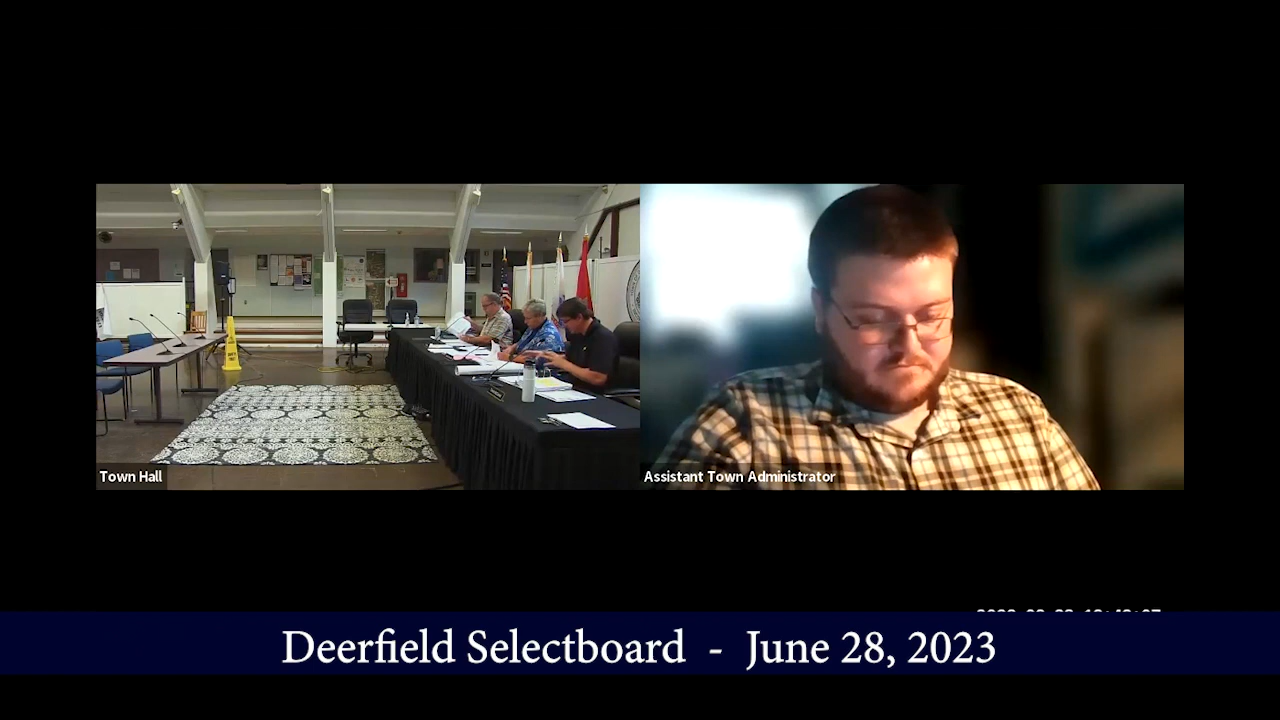 Town Hall
Assistant Town Administrator
Deerfield Selectboard - June 28, 2023